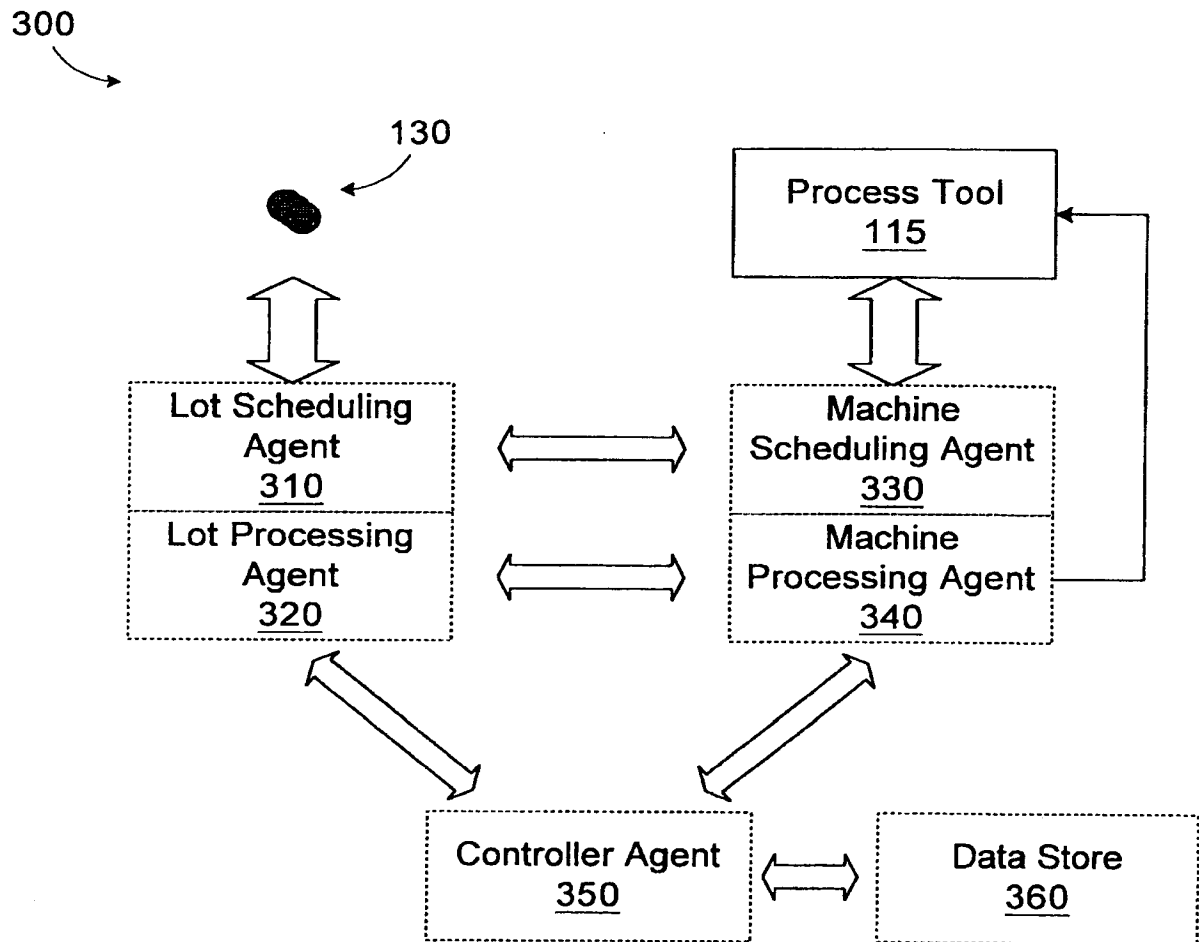 300
130
Process Tool
115
Lot Scheduling
Agent
310
Lot Processing
Agent
320
Machine
Scheduling Agent
330
Machine
Processing Agent
340
Controller Agent
350
Data Store
360